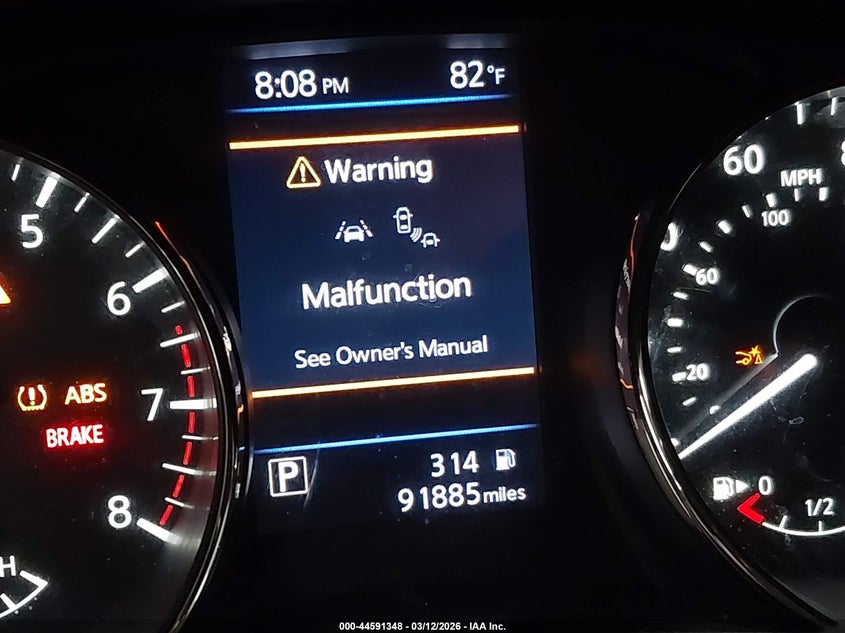 8:08 PM 82°F
Warning
Malfunction
See Owner's Manual
P 314
91885 miles
5
6
7
8
ABS
BRAKE
H
60
MPH
100
60
20
0
1/2
000-44591348 - 03/12/2026 - IAA Inc.